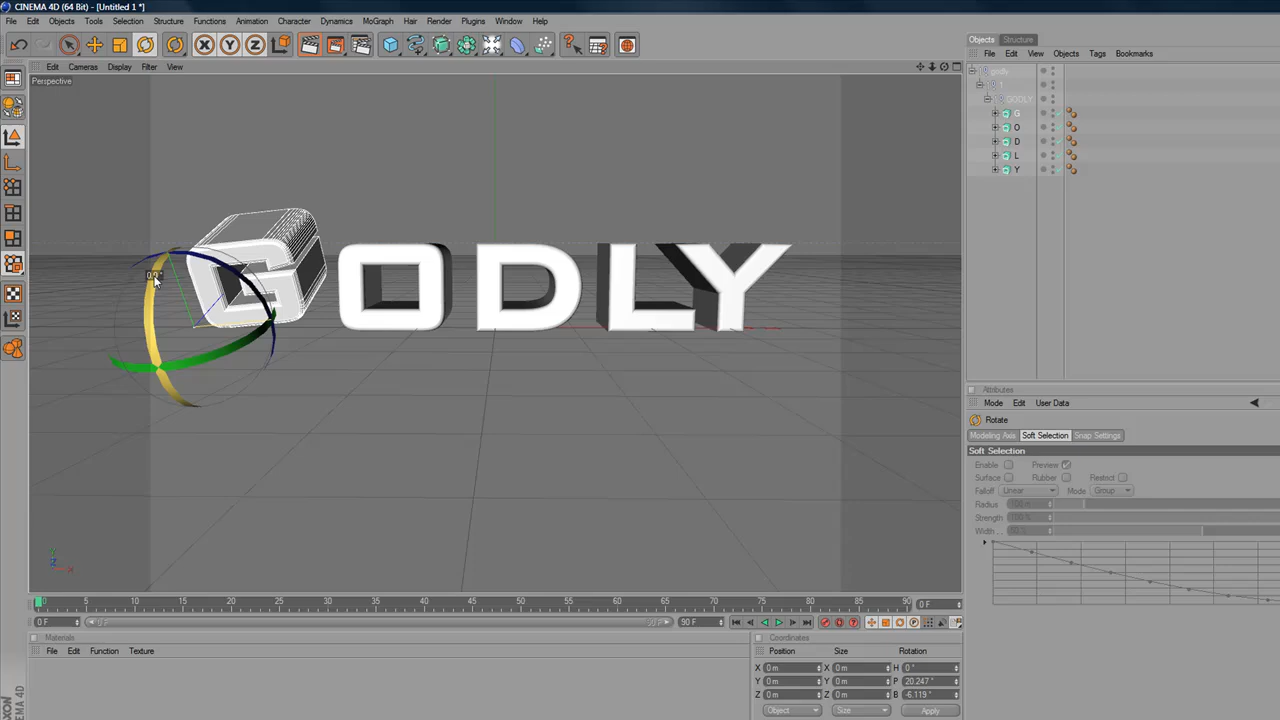 CINEMA 4D (64 Bit) - [Untitled 1 *]
File Edit Objects Tools Selection Structure Functions Animation Character Dynamics MoGraph Hair Render Plugins Window Help
Edit Cameras Display Filter View
Perspective
GODLY
0 5 10 15 20 25 30 35 40 45 50 55 60 65 70 75 80 85 90 0 F
0 F 90 F
Materials
File Edit Function Texture
Coordinates
Position Size Rotation
X 0 m X 0 m H 0 °
Y 0 m Y 0 m P 20.247 °
Z 0 m Z 0 m B -6.119 °
Object Size Apply
Objects Structure
File Edit View Objects Tags Bookmarks
1
GODLY
G
O
D
L
Y
Attributes
Mode Edit User Data
Rotate
Modeling Axis Soft Selection Snap Settings
Soft Selection
Enable Preview
Surface Rubber Restrict
Falloff Linear Mode Group
Radius
Strength
Width